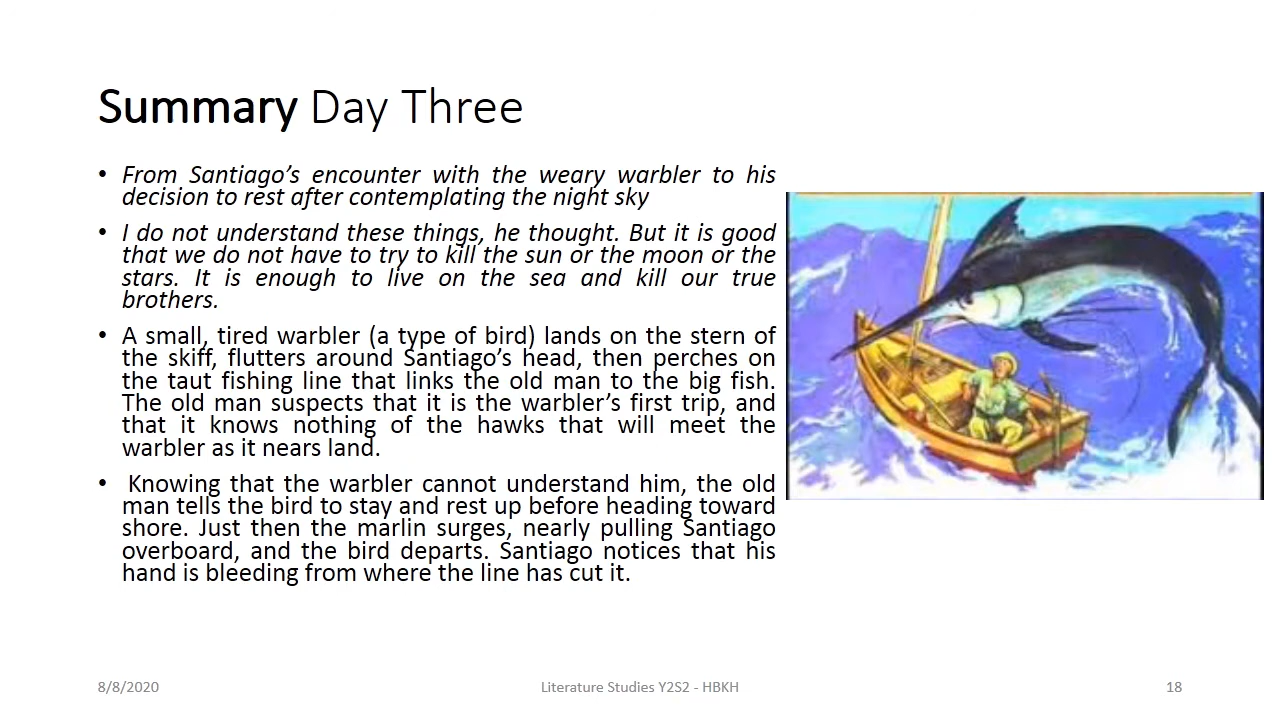 Summary Day Three
• From Santiago’s encounter with the weary warbler to his
decision to rest after contemplating the night sky
• I do not understand these things, he thought. But it is good
that we do not have to try to kill the sun or the moon or the
stars. It is enough to live on the sea and kill our true
brothers.
• A small, tired warbler (a type of bird) lands on the stern of
the skiff, flutters around Santiago’s head, then perches on
the taut fishing line that links the old man to the big fish.
The old man suspects that it is the warbler’s first trip, and
that it knows nothing of the hawks that will meet the
warbler as it nears land.
• Knowing that the warbler cannot understand him, the old
man tells the bird to stay and rest up before heading toward
shore. Just then the marlin surges, nearly pulling Santiago
overboard, and the bird departs. Santiago notices that his
hand is bleeding from where the line has cut it.
8/8/2020
Literature Studies Y2S2 - HBKH
18